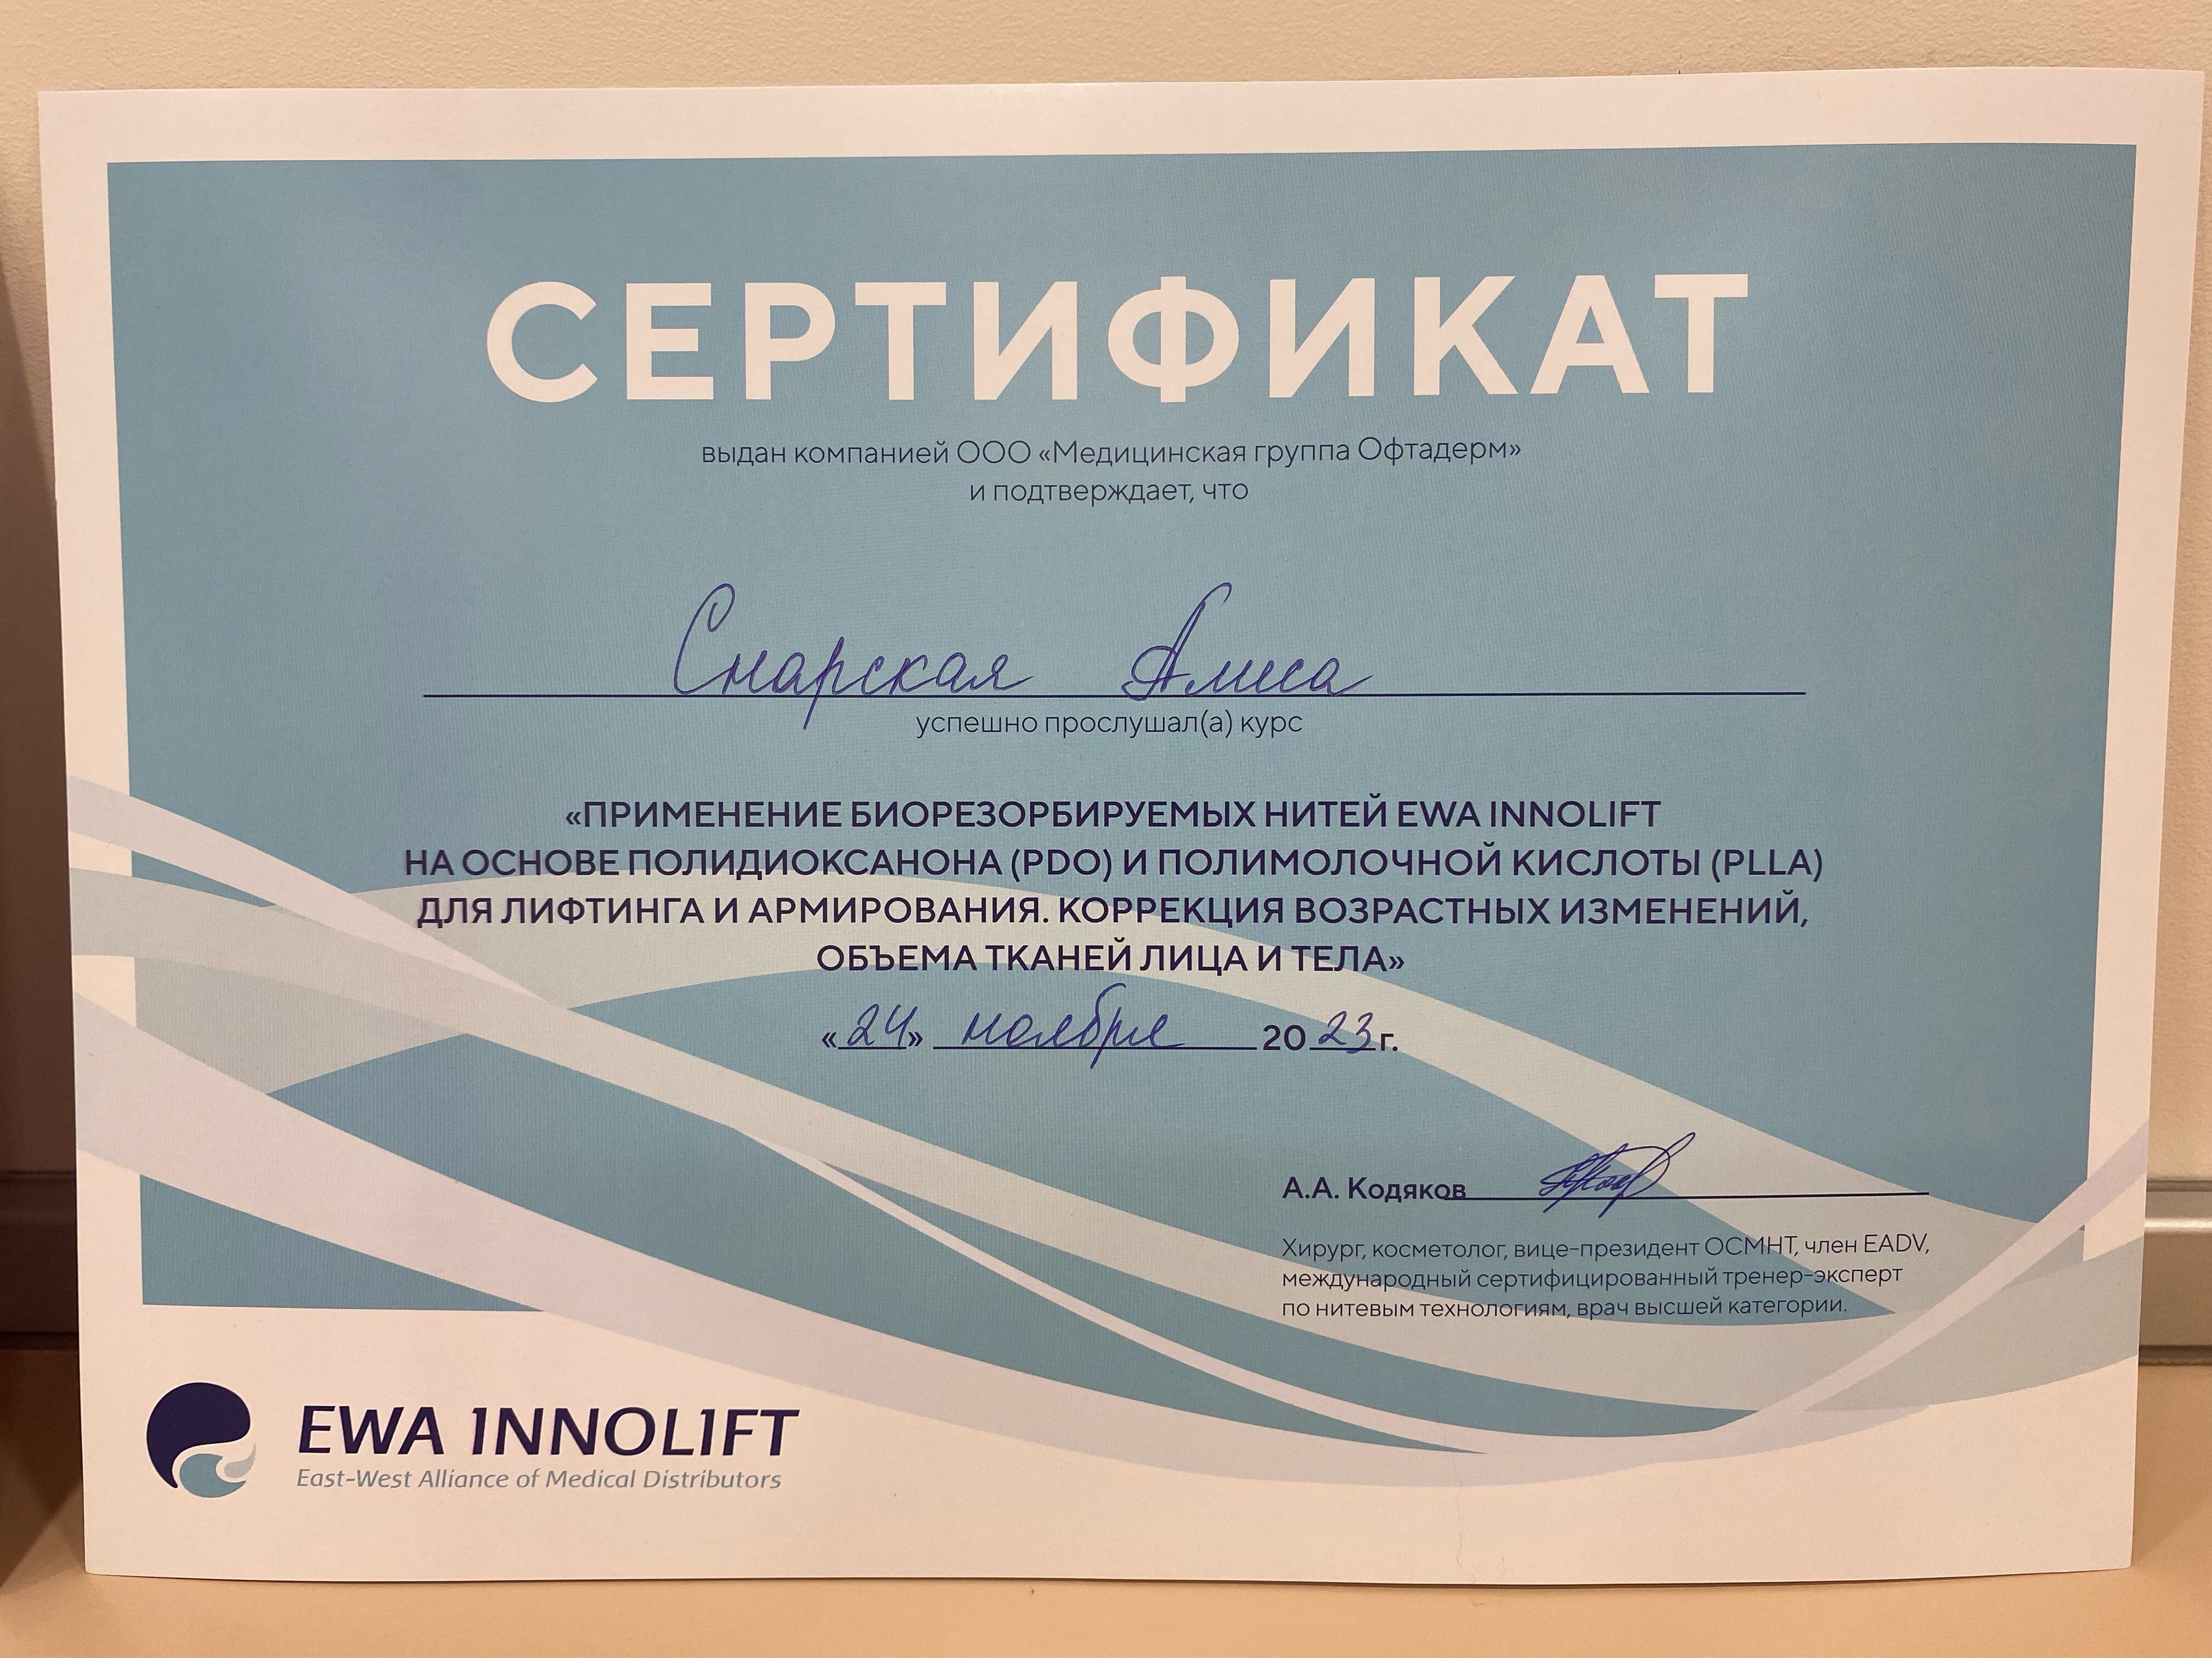 СЕРТИФИКАТ
выдан компанией ООО «Медицинская группа Офтадерм»
и подтверждает, что
Снарская Алиса
успешно прослушал(а) курс
«ПРИМЕНЕНИЕ БИОРЕЗОРБИРУЕМЫХ НИТЕЙ EWA INNOLIFT
НА ОСНОВЕ ПОЛИДИОКСАНОНА (PDO) И ПОЛИМОЛОЧНОЙ КИСЛОТЫ (PLLA)
ДЛЯ ЛИФТИНГА И АРМИРОВАНИЯ. КОРРЕКЦИЯ ВОЗРАСТНЫХ ИЗМЕНЕНИЙ,
ОБЪЕМА ТКАНЕЙ ЛИЦА И ТЕЛА»
«24» ноября 2023 г.
А.А. Кодяков
Хирург, косметолог, вице-президент ОСМНТ, член EADV,
международный сертифицированный тренер-эксперт
по нитевым технологиям, врач высшей категории.
EWA INNOLIFT
East-West Alliance of Medical Distributors